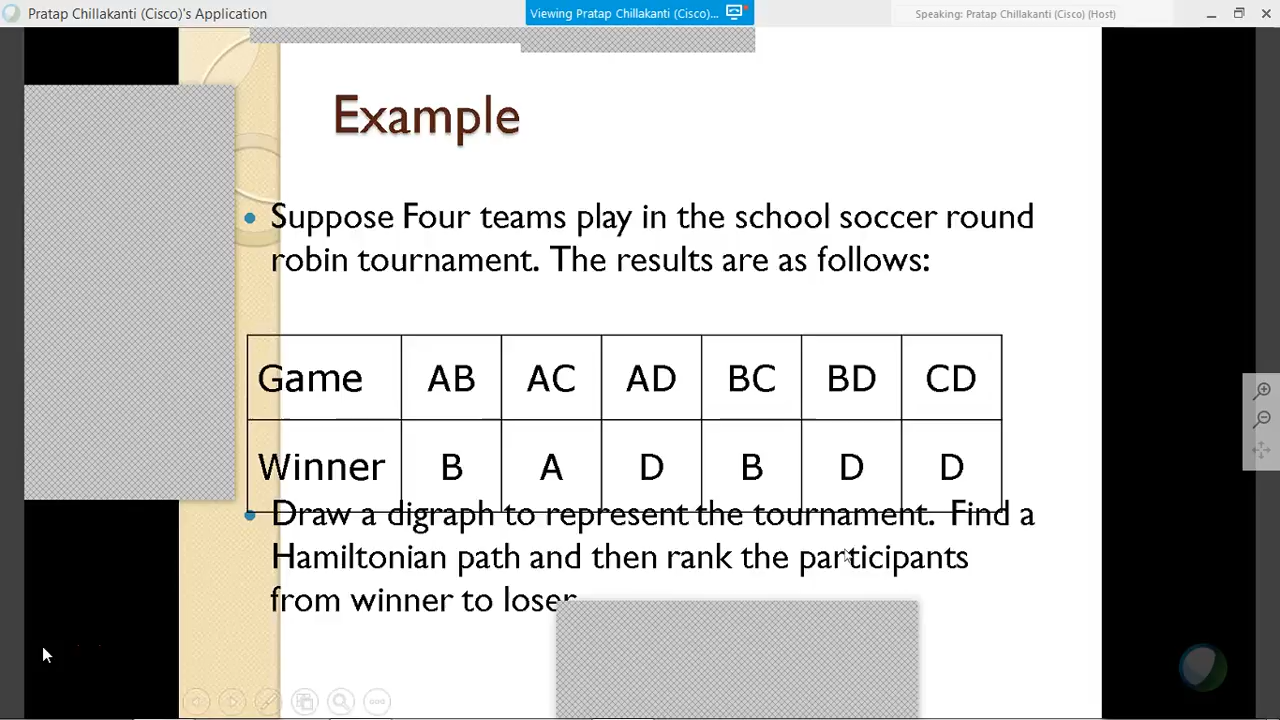 Pratap Chillakanti (Cisco)'s Application
Viewing Pratap Chillakanti (Cisco)...
Speaking: Pratap Chillakanti (Cisco) (Host)
Example
Suppose Four teams play in the school soccer round
robin tournament. The results are as follows:
Game AB AC AD BC BD CD
Winner B A D B D D
Draw a digraph to represent the tournament. Find a
Hamiltonian path and then rank the participants
from winner to loser